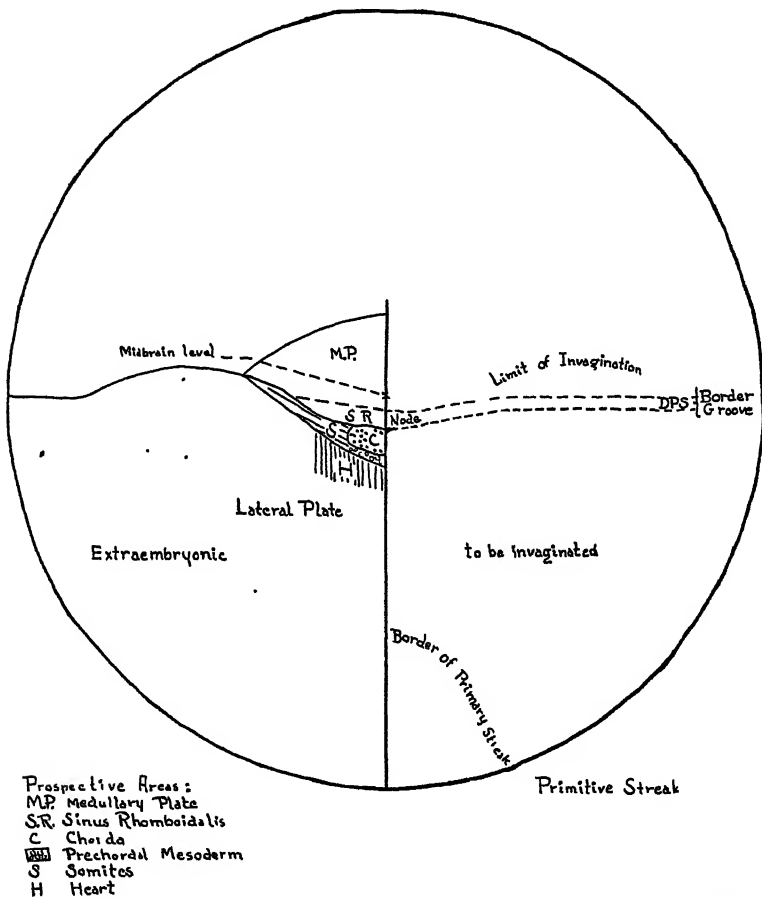 M.P.
Midbrain level
Limit of Invagination
DPS
Border
Groove
S R
Node
S
C
H
Lateral Plate
Extraembryonic
to be invaginated
Border of Primary Streak
Primitive Streak
Prospective Areas:
M.P. Medullary Plate
S.R. Sinus Rhomboidalis
C Chorda
Prechordal Mesoderm
S Somites
H Heart